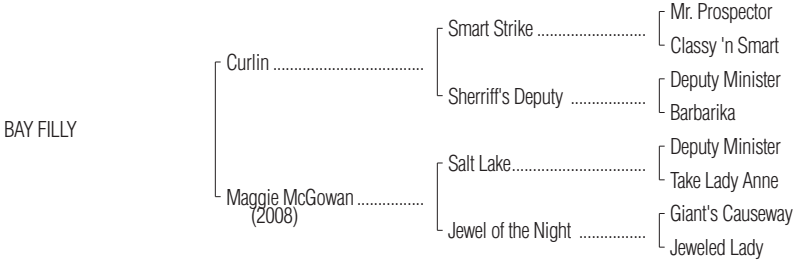 Mr. Prospector
Smart Strike ..........................
Classy 'n Smart
Curlin ...................................
Deputy Minister
Sherriff's Deputy ..................
Barbarika
BAY FILLY
Deputy Minister
Salt Lake................................
Take Lady Anne
Maggie McGowan ................
(2008)
Giant's Causeway
Jewel of the Night ................
Jeweled Lady